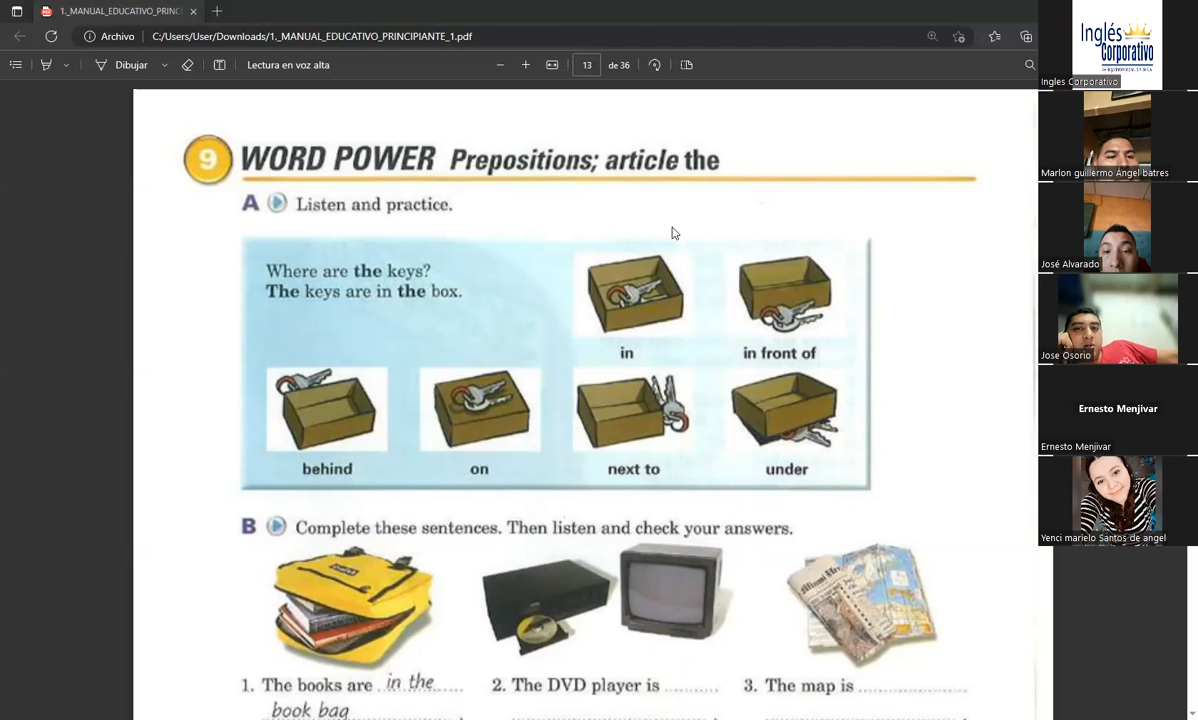 1._MANUAL_EDUCATIVO_PRINCI
Archivo
C:/Users/User/Downloads/1._MANUAL_EDUCATIVO_PRINCIPIANTE_1.pdf
Dibujar
Lectura en voz alta
13
de 36
9 WORD POWER Prepositions; article the
A Listen and practice.
Where are the keys?
The keys are in the box.
in
in front of
behind
on
next to
under
B Complete these sentences. Then listen and check your answers.
1. The books are in the
book bag
2. The DVD player is ..........
3. The map is ....................
Inglés
Corporativo
Ingles Corporativo
Marlon guillermo Ángel batres
José Alvarado
Jose Osorio
Ernesto Menjivar
Ernesto Menjivar
Yenci marielo Santos de angel